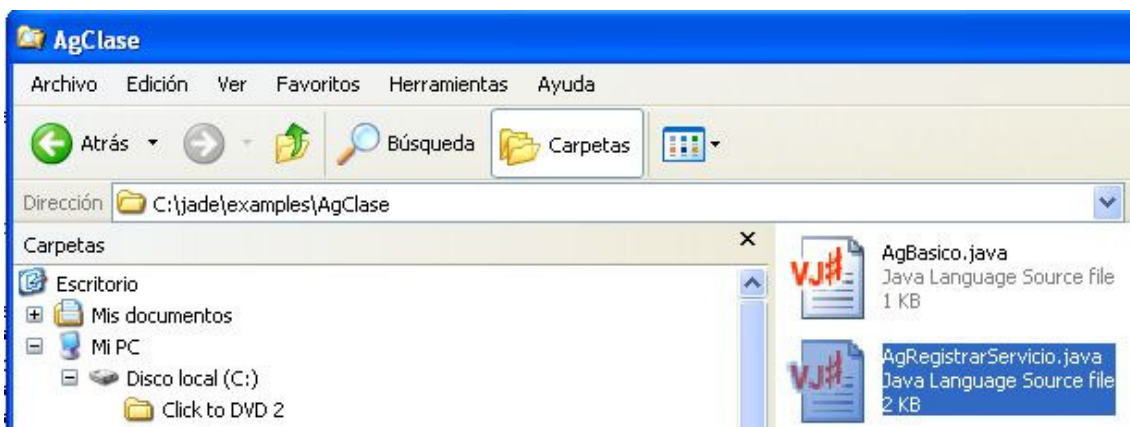 AgClase
Archivo Edición Ver Favoritos Herramientas Ayuda
Atrás Búsqueda Carpetas
Dirección C:\jade\examples\AgClase
Carpetas
Escritorio
Mis documentos
Mi PC
Disco local (C:)
Click to DVD 2
VJ#
AgBasico.java
Java Language Source file
1 KB
VJ#
AgRegistrarServicio.java
Java Language Source file
2 KB